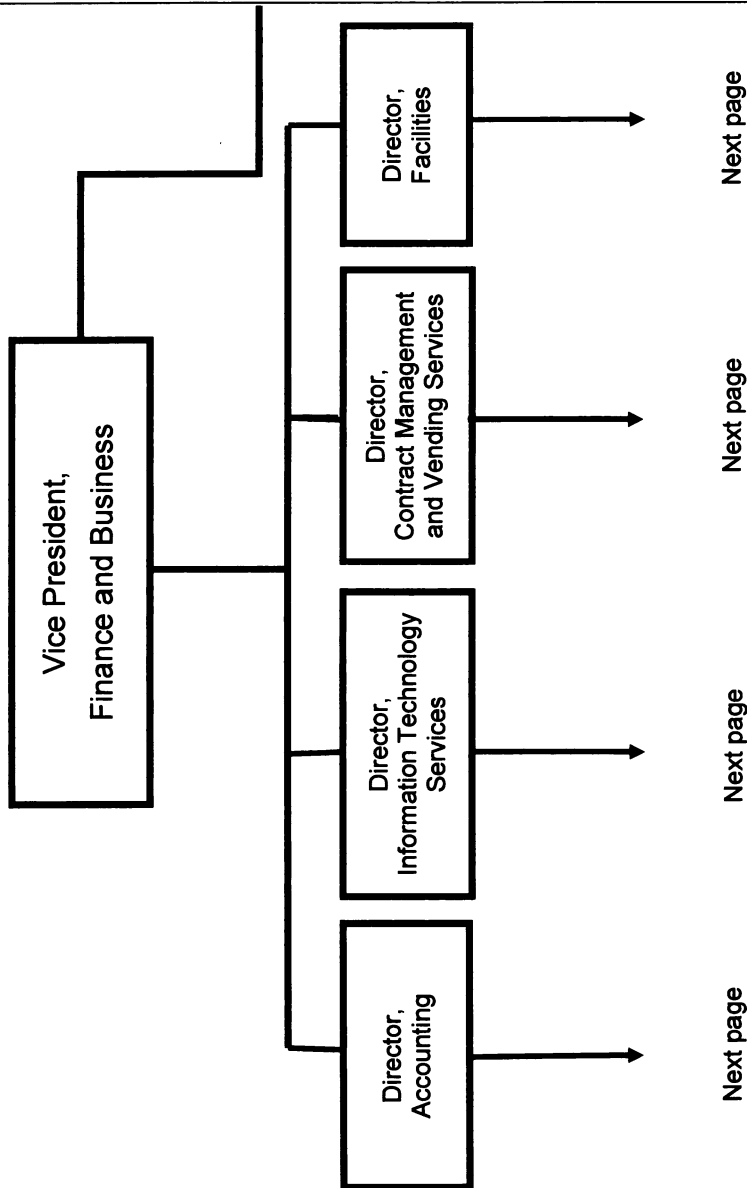 Vice President,
Finance and Business
Director,
Accounting
Director,
Information Technology
Services
Director,
Contract Management
and Vending Services
Director,
Facilities
Next page
Next page
Next page
Next page